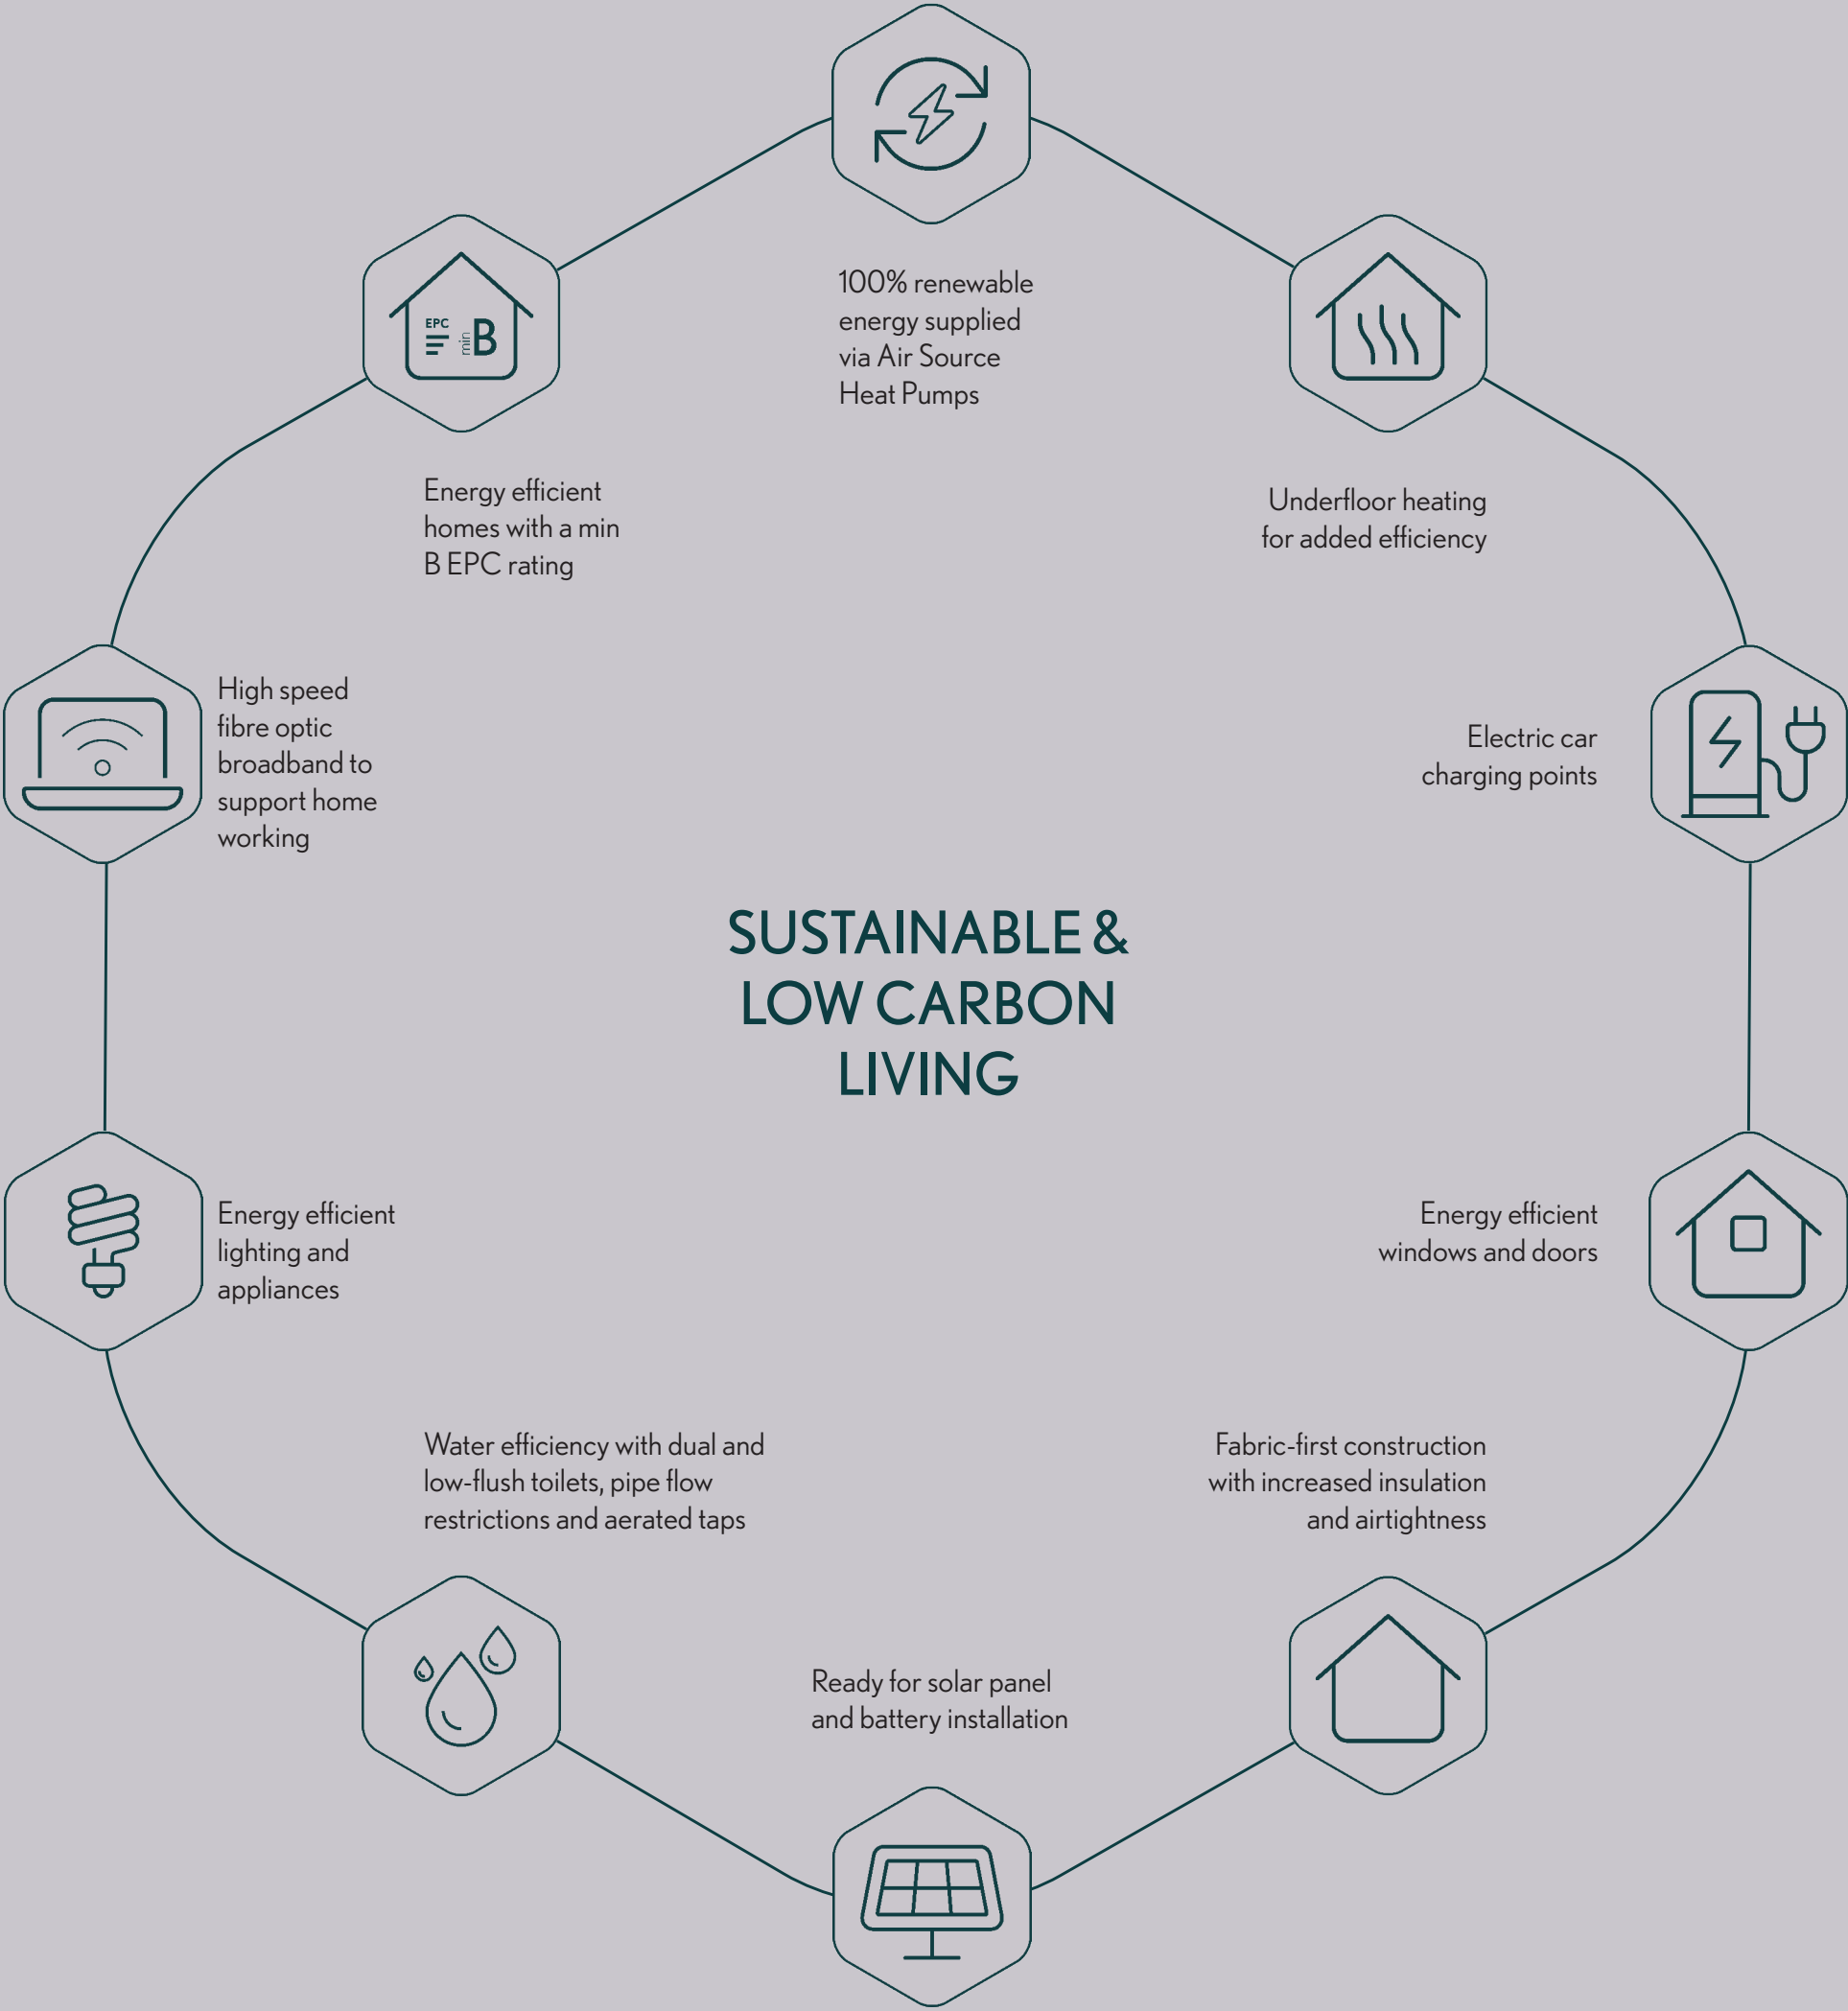 100% renewable
energy supplied
via Air Source
Heat Pumps
EPC
min
B
Energy efficient
homes with a min
B EPC rating
Underfloor heating
for added efficiency
High speed
fibre optic
broadband to
support home
working
Electric car
charging points
SUSTAINABLE &
LOW CARBON
LIVING
Energy efficient
lighting and
appliances
Energy efficient
windows and doors
Water efficiency with dual and
low-flush toilets, pipe flow
restrictions and aerated taps
Fabric-first construction
with increased insulation
and airtightness
Ready for solar panel
and battery installation